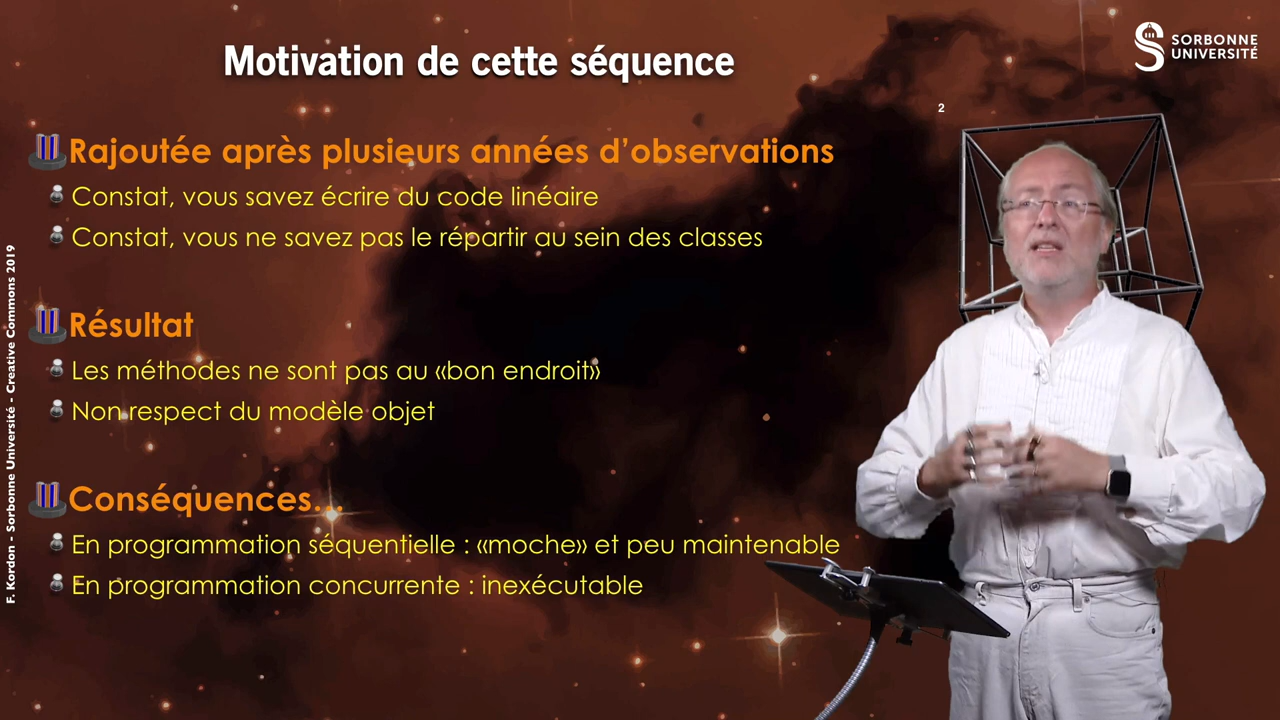 Motivation de cette séquence
SORBONNE
UNIVERSITÉ
2
Rajoutée après plusieurs années d’observations
Constat, vous savez écrire du code linéaire
Constat, vous ne savez pas le répartir au sein des classes
Résultat
Les méthodes ne sont pas au «bon endroit»
Non respect du modèle objet
Conséquences...
En programmation séquentielle : «moche» et peu maintenable
En programmation concurrente : inexécutable
F. Kordon - Sorbonne Université - Creative Commons 2019